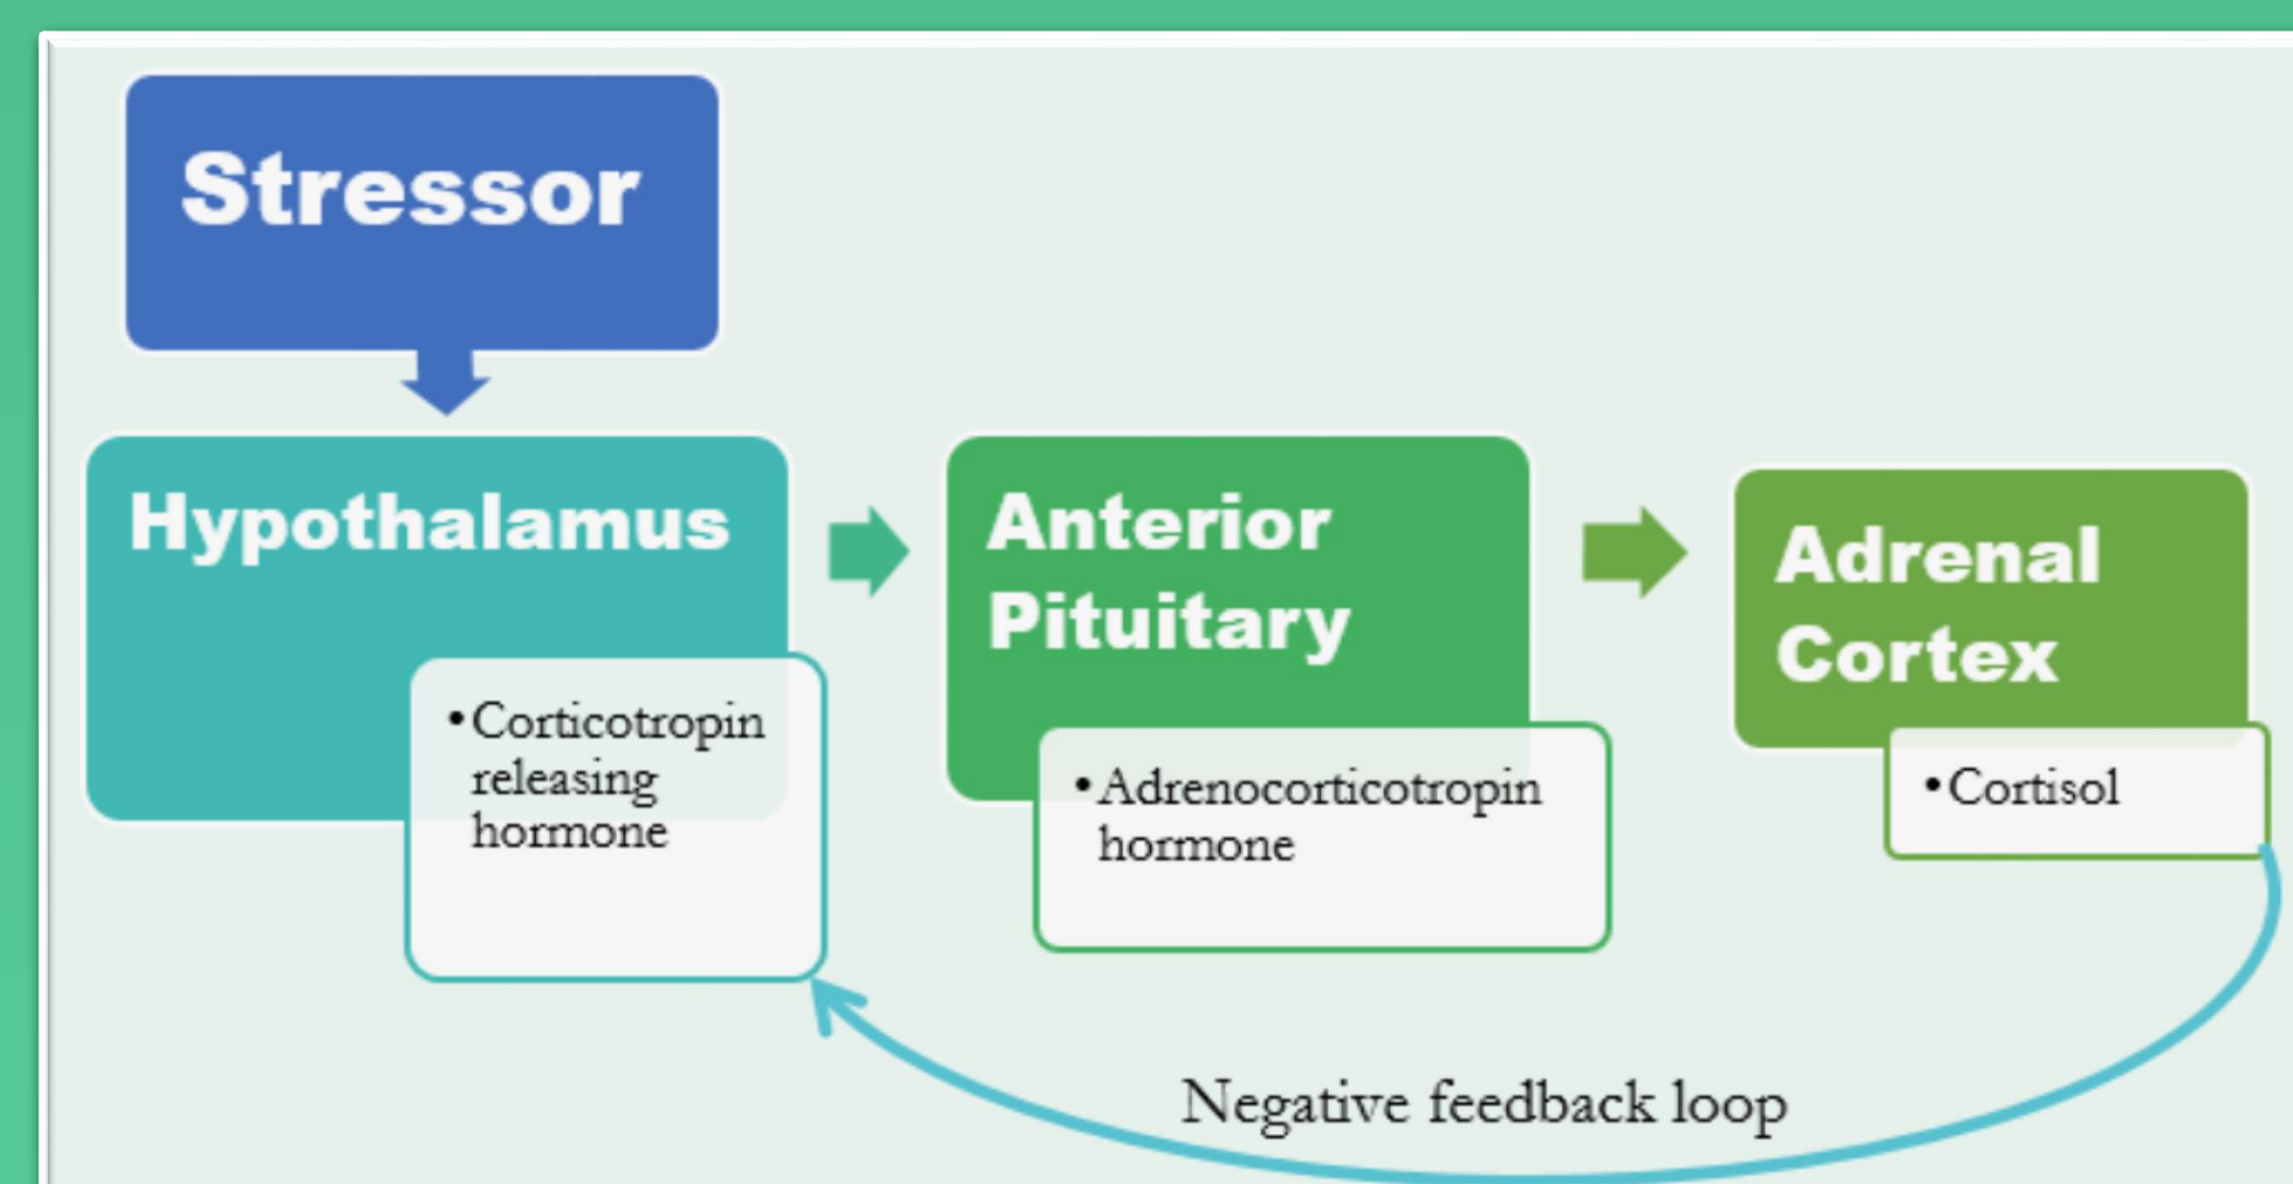 Stressor
Hypothalamus
•Corticotropin
releasing
hormone
Anterior
Pituitary
•Adrenocorticotropin
hormone
Adrenal
Cortex
•Cortisol
Negative feedback loop